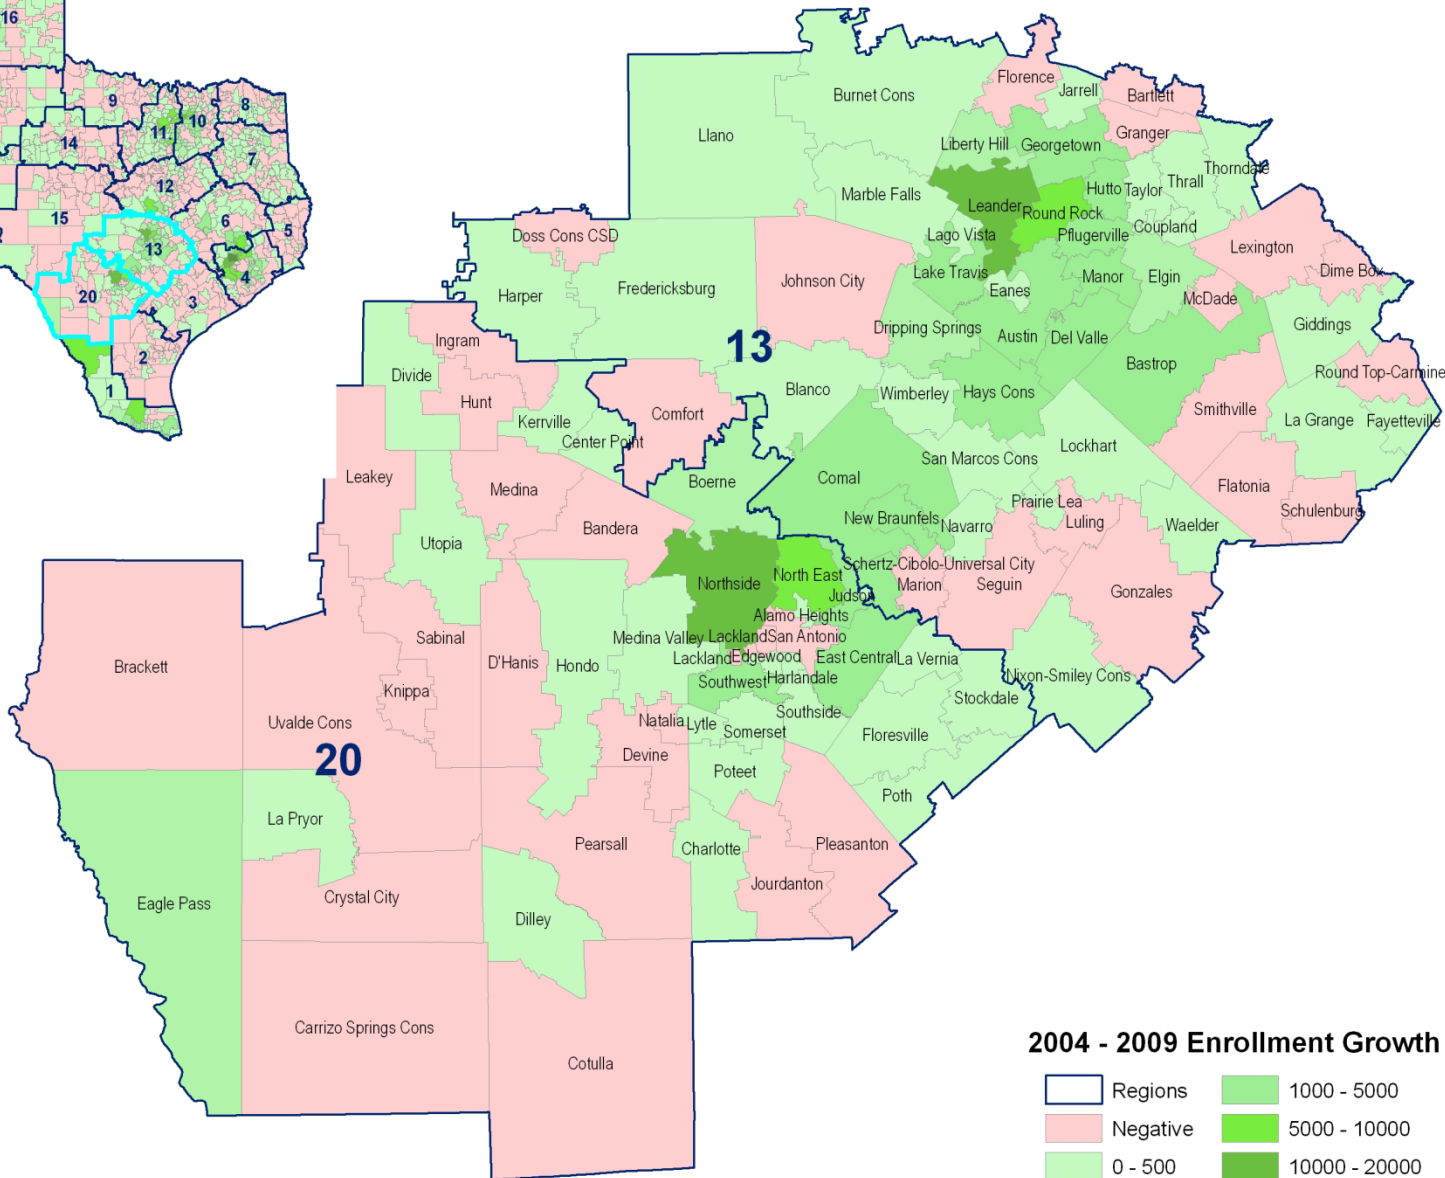 16
9
8
10
11
14
7
12
15
6
5
13
4
20
3
2
1
Florence
Jarrell
Bartlett
Burnet Cons
Granger
Llano
Liberty Hill
Georgetown
Thorndale
Thrall
Hutto
Taylor
Marble Falls
Leander
Round Rock
Pflugerville
Coupland
Lago Vista
Doss Cons CSD
Lexington
Dime Box
Lake Travis
Manor
Elgin
Johnson City
Fredericksburg
Harper
Eanes
McDade
Giddings
Dripping Springs
Austin
Del Valle
13
Ingram
Bastrop
Round Top-Carmine
Divide
Blanco
Wimberley
Hays Cons
Hunt
Comfort
Smithville
La Grange
Fayetteville
Kerrville
Center Point
Lockhart
San Marcos Cons
Leakey
Boerne
Comal
Medina
Flatonia
Prairie Lea
Schulenburg
New Braunfels
Navarro
Luling
Waelder
Bandera
Utopia
Schertz-Cibolo-Universal City
North East
Northside
Marion
Seguin
Judson
Gonzales
Alamo Heights
Sabinal
Medina Valley
Lackland
San Antonio
Lackland
Edgewood
East Central
La Vernia
Brackett
D'Hanis
Hondo
Harlandale
Nixon-Smiley Cons
Southwest
Knippa
Stockdale
Southside
Uvalde Cons
Natalia
Lytle
Somerset
Floresville
20
Devine
Poteet
Poth
La Pryor
Pearsall
Charlotte
Pleasanton
Jourdanton
Crystal City
Eagle Pass
Dilley
Carrizo Springs Cons
Cotulla
2004 - 2009 Enrollment Growth
Regions
1000 - 5000
Negative
5000 - 10000
0 - 500
10000 - 20000